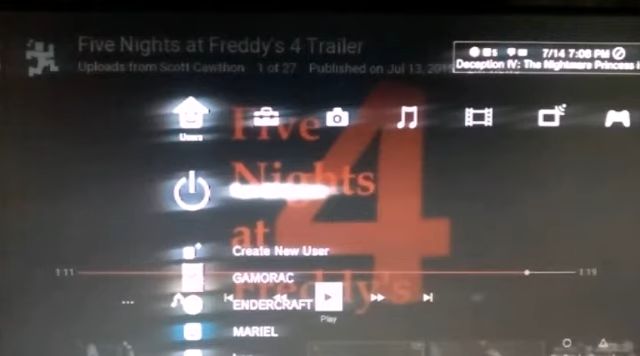 Five Nights at Freddy's 4 Trailer
Uploads from Scott Cawthon 1 of 27 Published on Jul 13,
5 7/14 7:08 PM
Deception IV: The Nightmare Princess i
Users
Five
Nights
at
Freddy's
4
Create New User
1:11
1:19
GAMORAC
ENDERCRAFT
Play
MARIEL